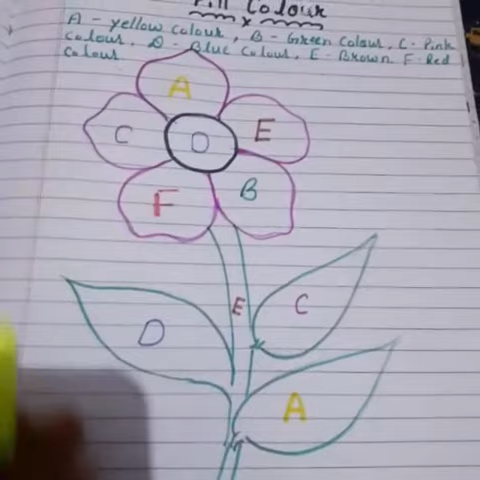 Fill Colour
x
A - yellow colour, B - Green Colour, C - Pink
Colour, D - Blue Colour, E - Brown F - Red
Colour
A
C
D
E
F
B
E
C
D
A